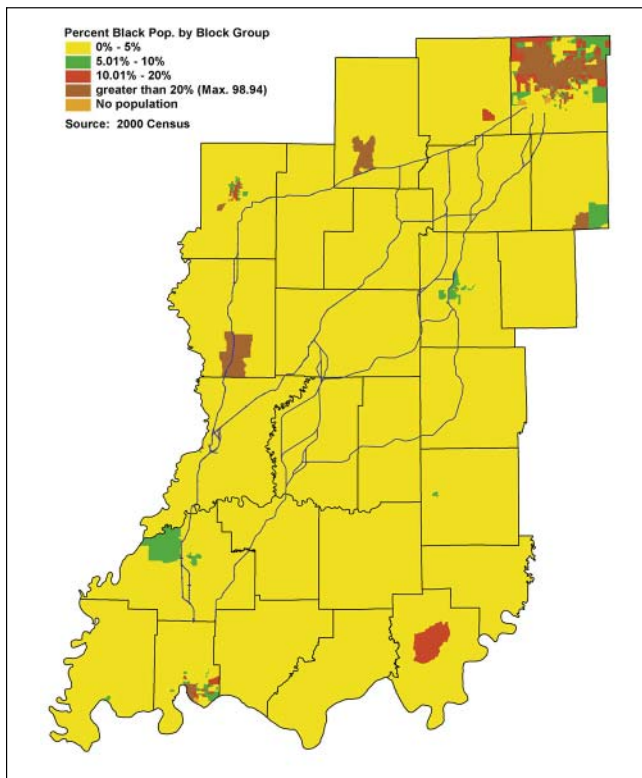 Percent Black Pop. by Block Group
0% - 5%
5.01% - 10%
10.01% - 20%
greater than 20% (Max. 98.94)
No population
Source: 2000 Census